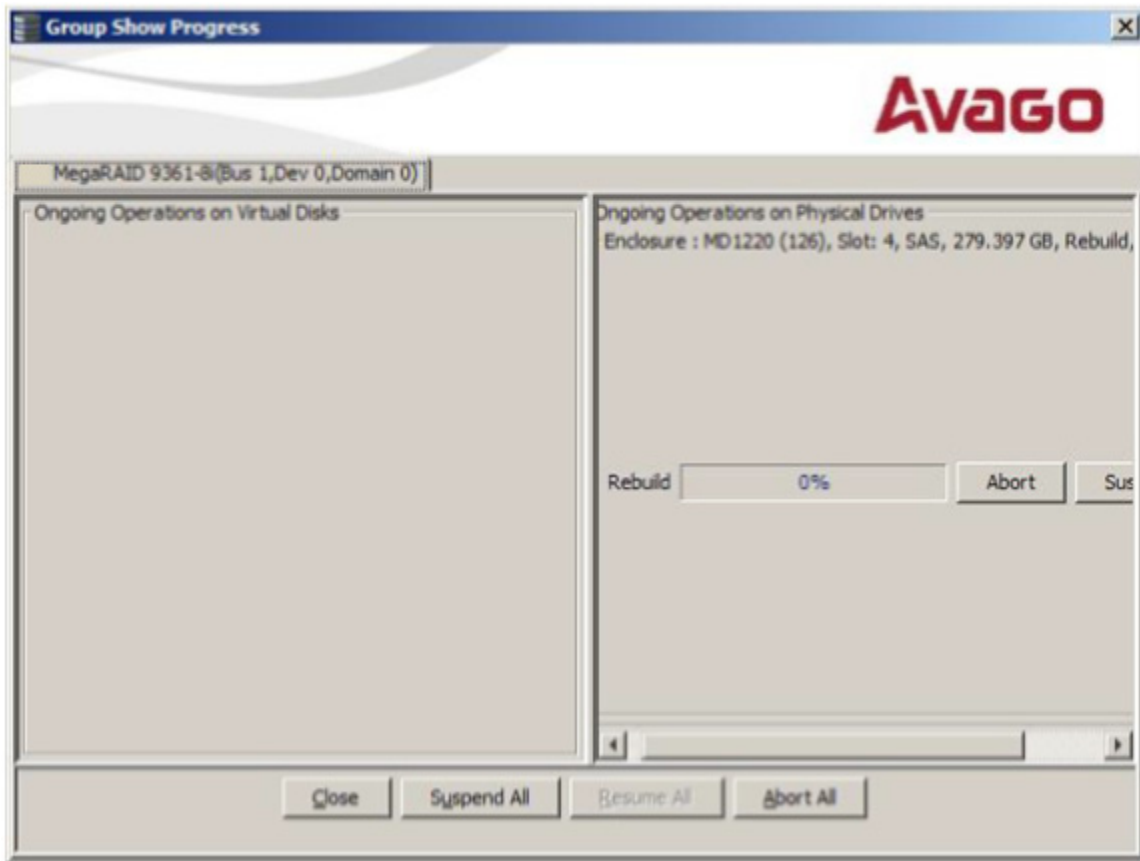 Group Show Progress
AVAGO
MegaRAID 9361-8i(Bus 1,Dev 0,Domain 0)
Ongoing Operations on Virtual Disks
Ongoing Operations on Physical Drives
Enclosure : MD1220 (126), Slot: 4, SAS, 279.397 GB, Rebuild,
Rebuild 0% Abort Sus
Close Suspend All Resume All Abort All